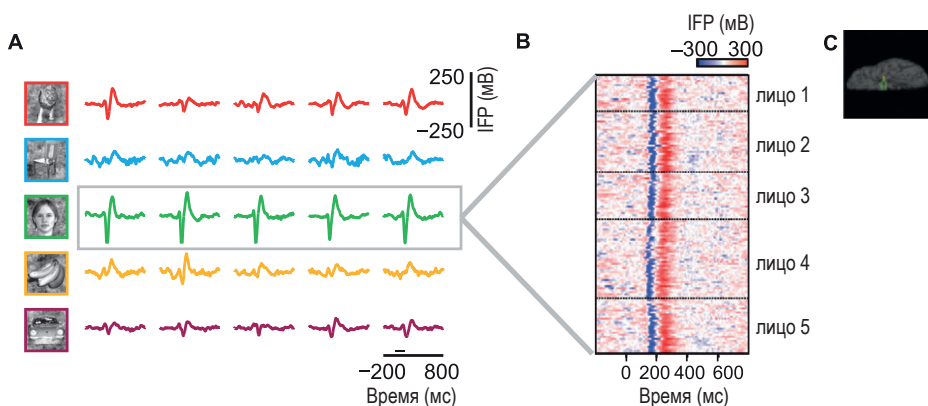 A
250
−250
IFP (мВ)
−200
800
Время (мс)
B
IFP (мВ)
−300 300
лицо 1
лицо 2
лицо 3
лицо 4
лицо 5
0 200 400 600
Время (мс)
C